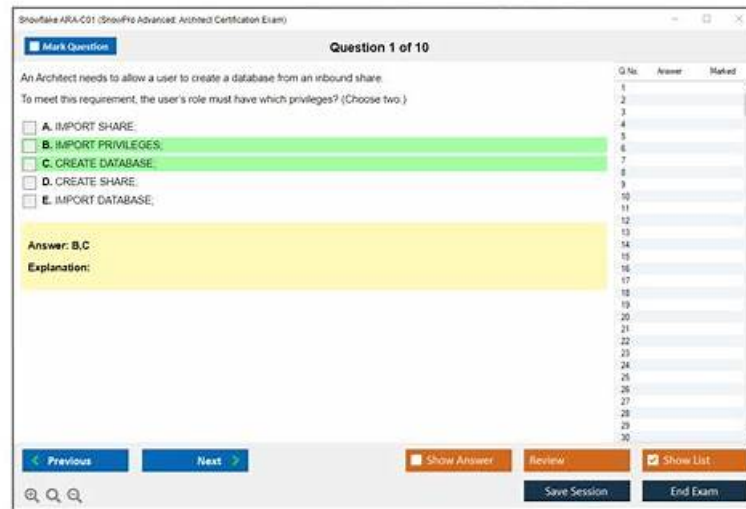 Snowflake ARA-C01 (SnowPro Advanced: Architect Certification Exam)
Mark Question
Question 1 of 10
An Architect needs to allow a user to create a database from an inbound share.
To meet this requirement, the user's role must have which privileges? (Choose two.)
A. IMPORT SHARE;
B. IMPORT PRIVILEGES;
C. CREATE DATABASE;
D. CREATE SHARE;
E. IMPORT DATABASE;
Answer: B,C
Explanation:
Q.No. Answer Marked
1
2
3
4
5
6
7
8
9
10
11
12
13
14
15
16
17
18
19
20
21
22
23
24
25
26
27
28
29
30
Previous Next Show Answer Review Show List
Save Session End Exam